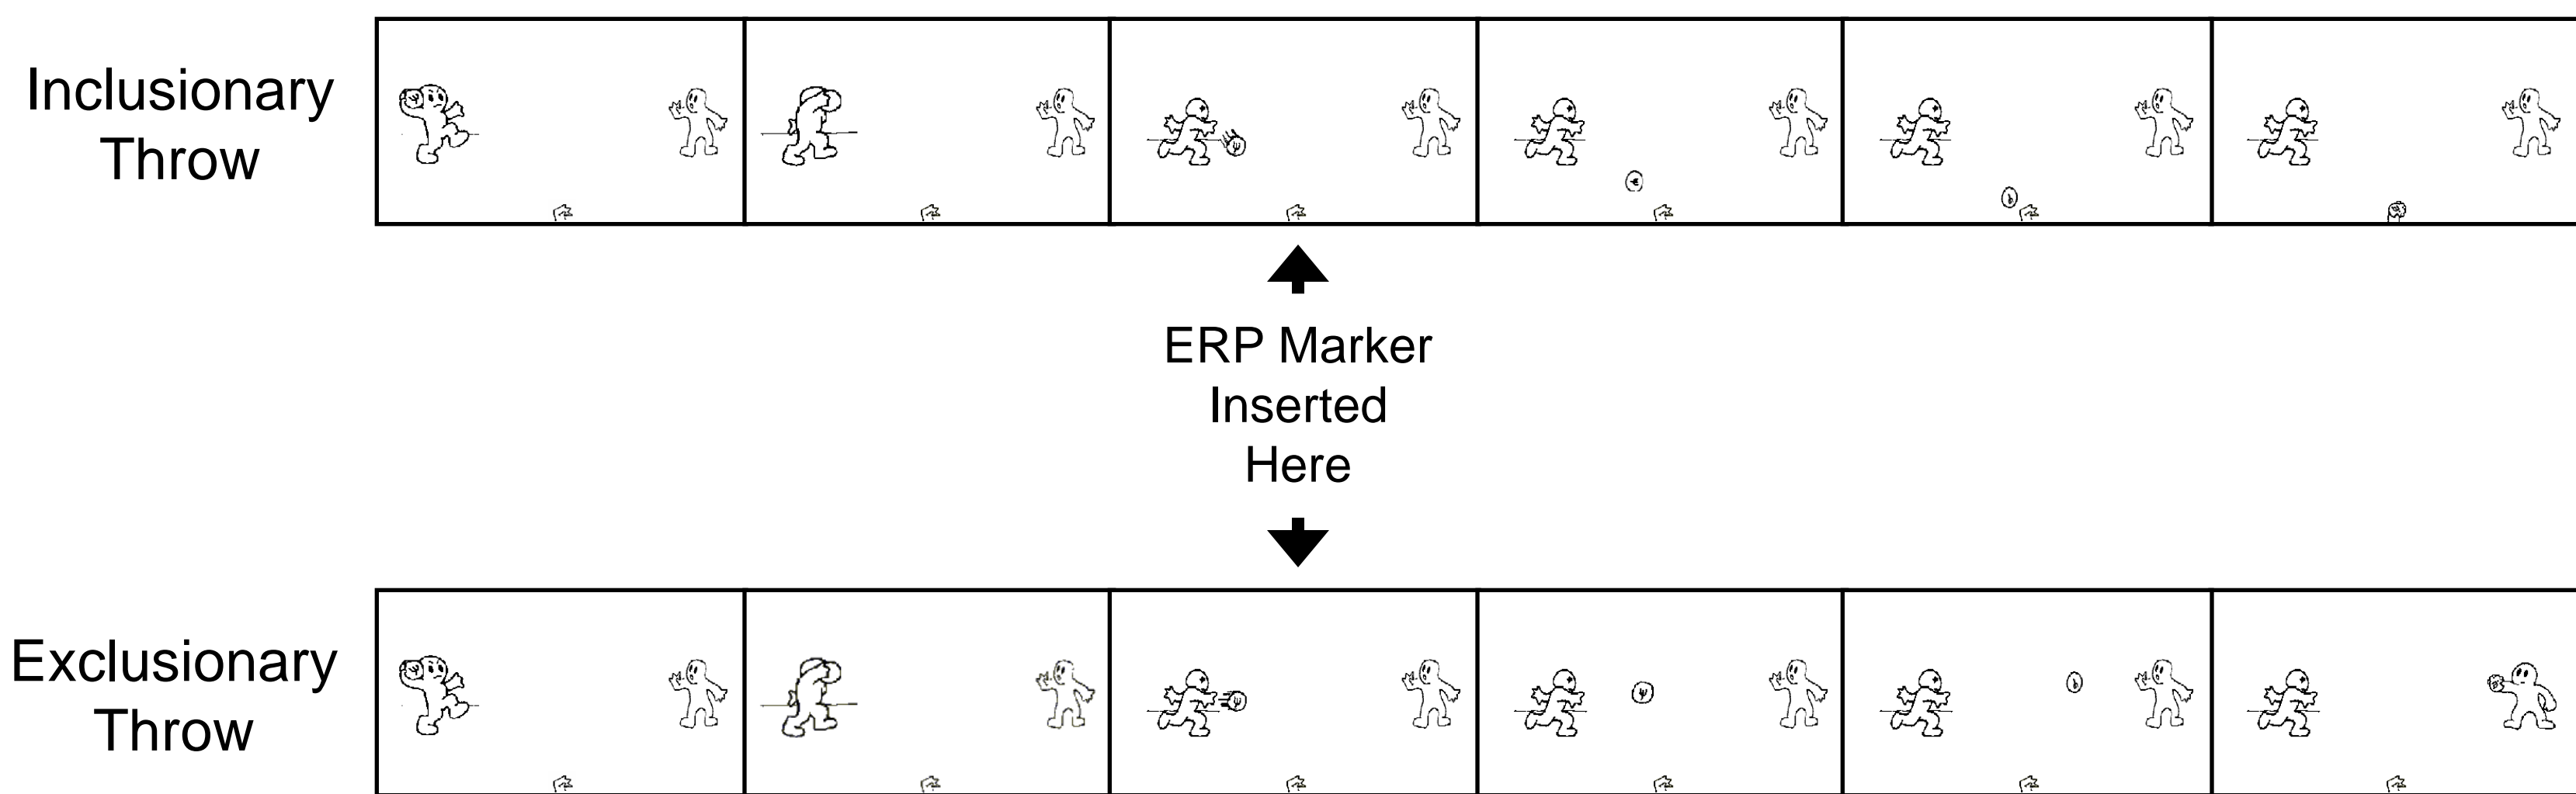 Inclusionary
Throw
ERP Marker
Inserted
Here
Exclusionary
Throw